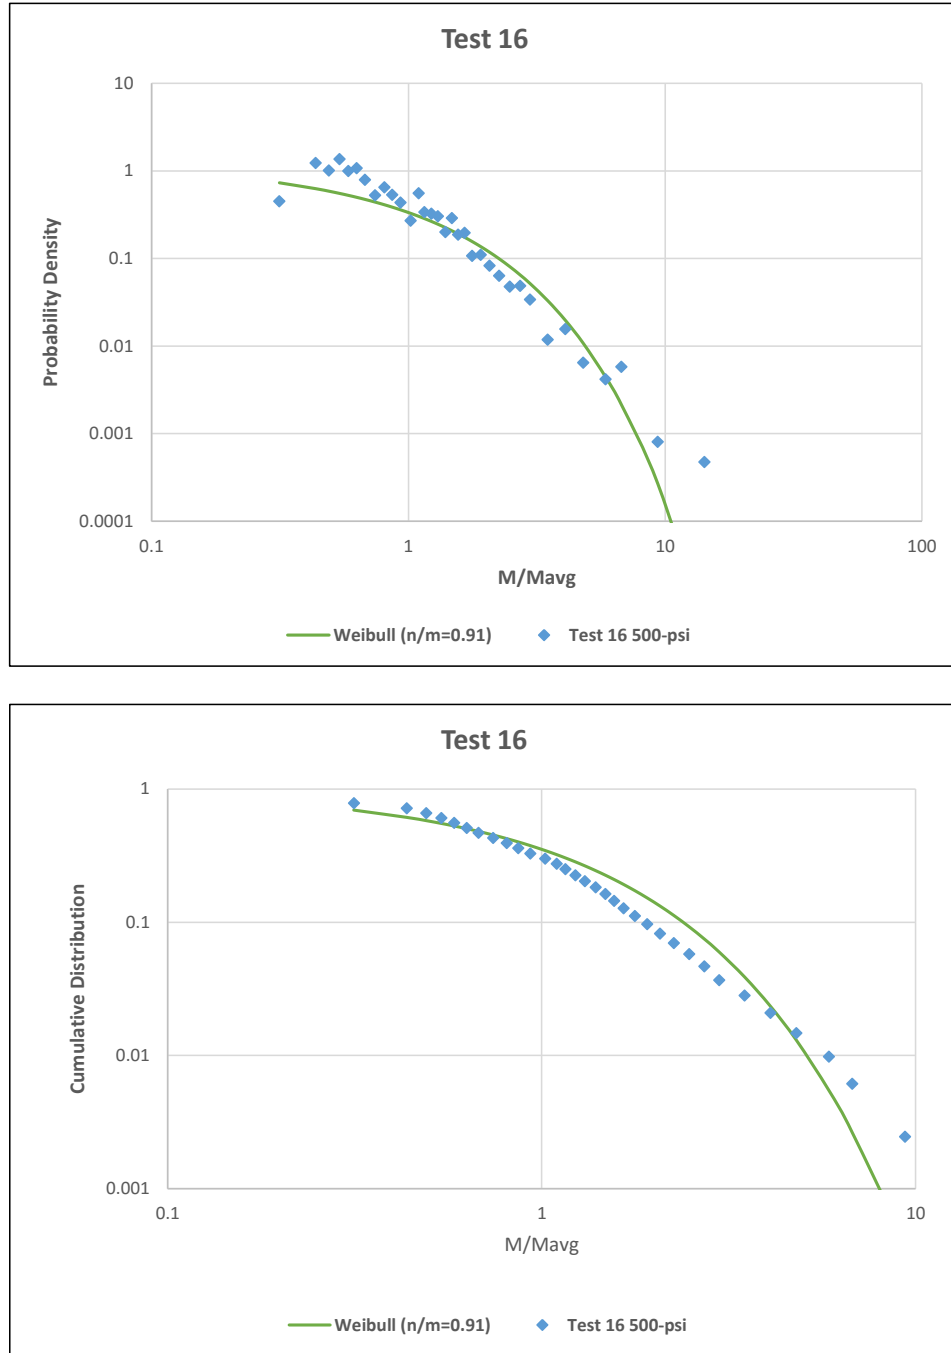 Test 16
10
1
0.1
0.01
0.001
0.0001
Probability Density
0.1
1
10
100
M/Mavg
Weibull (n/m=0.91)
Test 16 500-psi
Test 16
1
0.1
0.01
0.001
Cumulative Distribution
0.1
1
10
M/Mavg
Weibull (n/m=0.91)
Test 16 500-psi